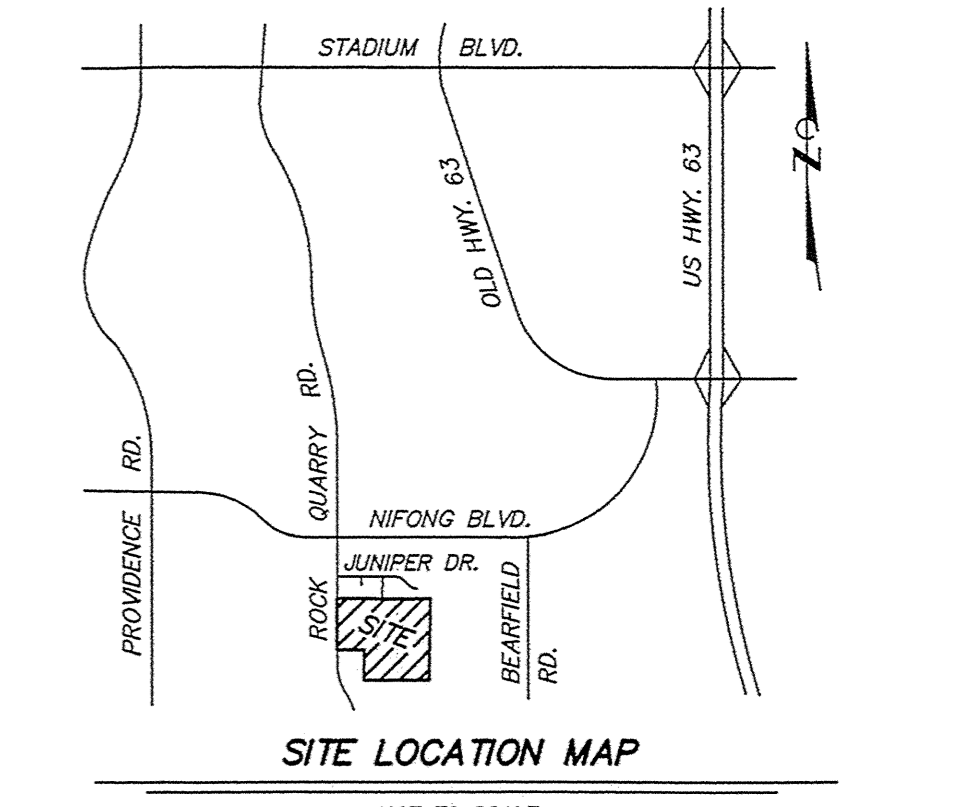 STADIUM BLVD.
OLD HWY. 63
US HWY. 63
N
PROVIDENCE RD.
ROCK QUARRY RD.
NIFONG BLVD.
JUNIPER DR.
SITE
BEARFIELD RD.
SITE LOCATION MAP